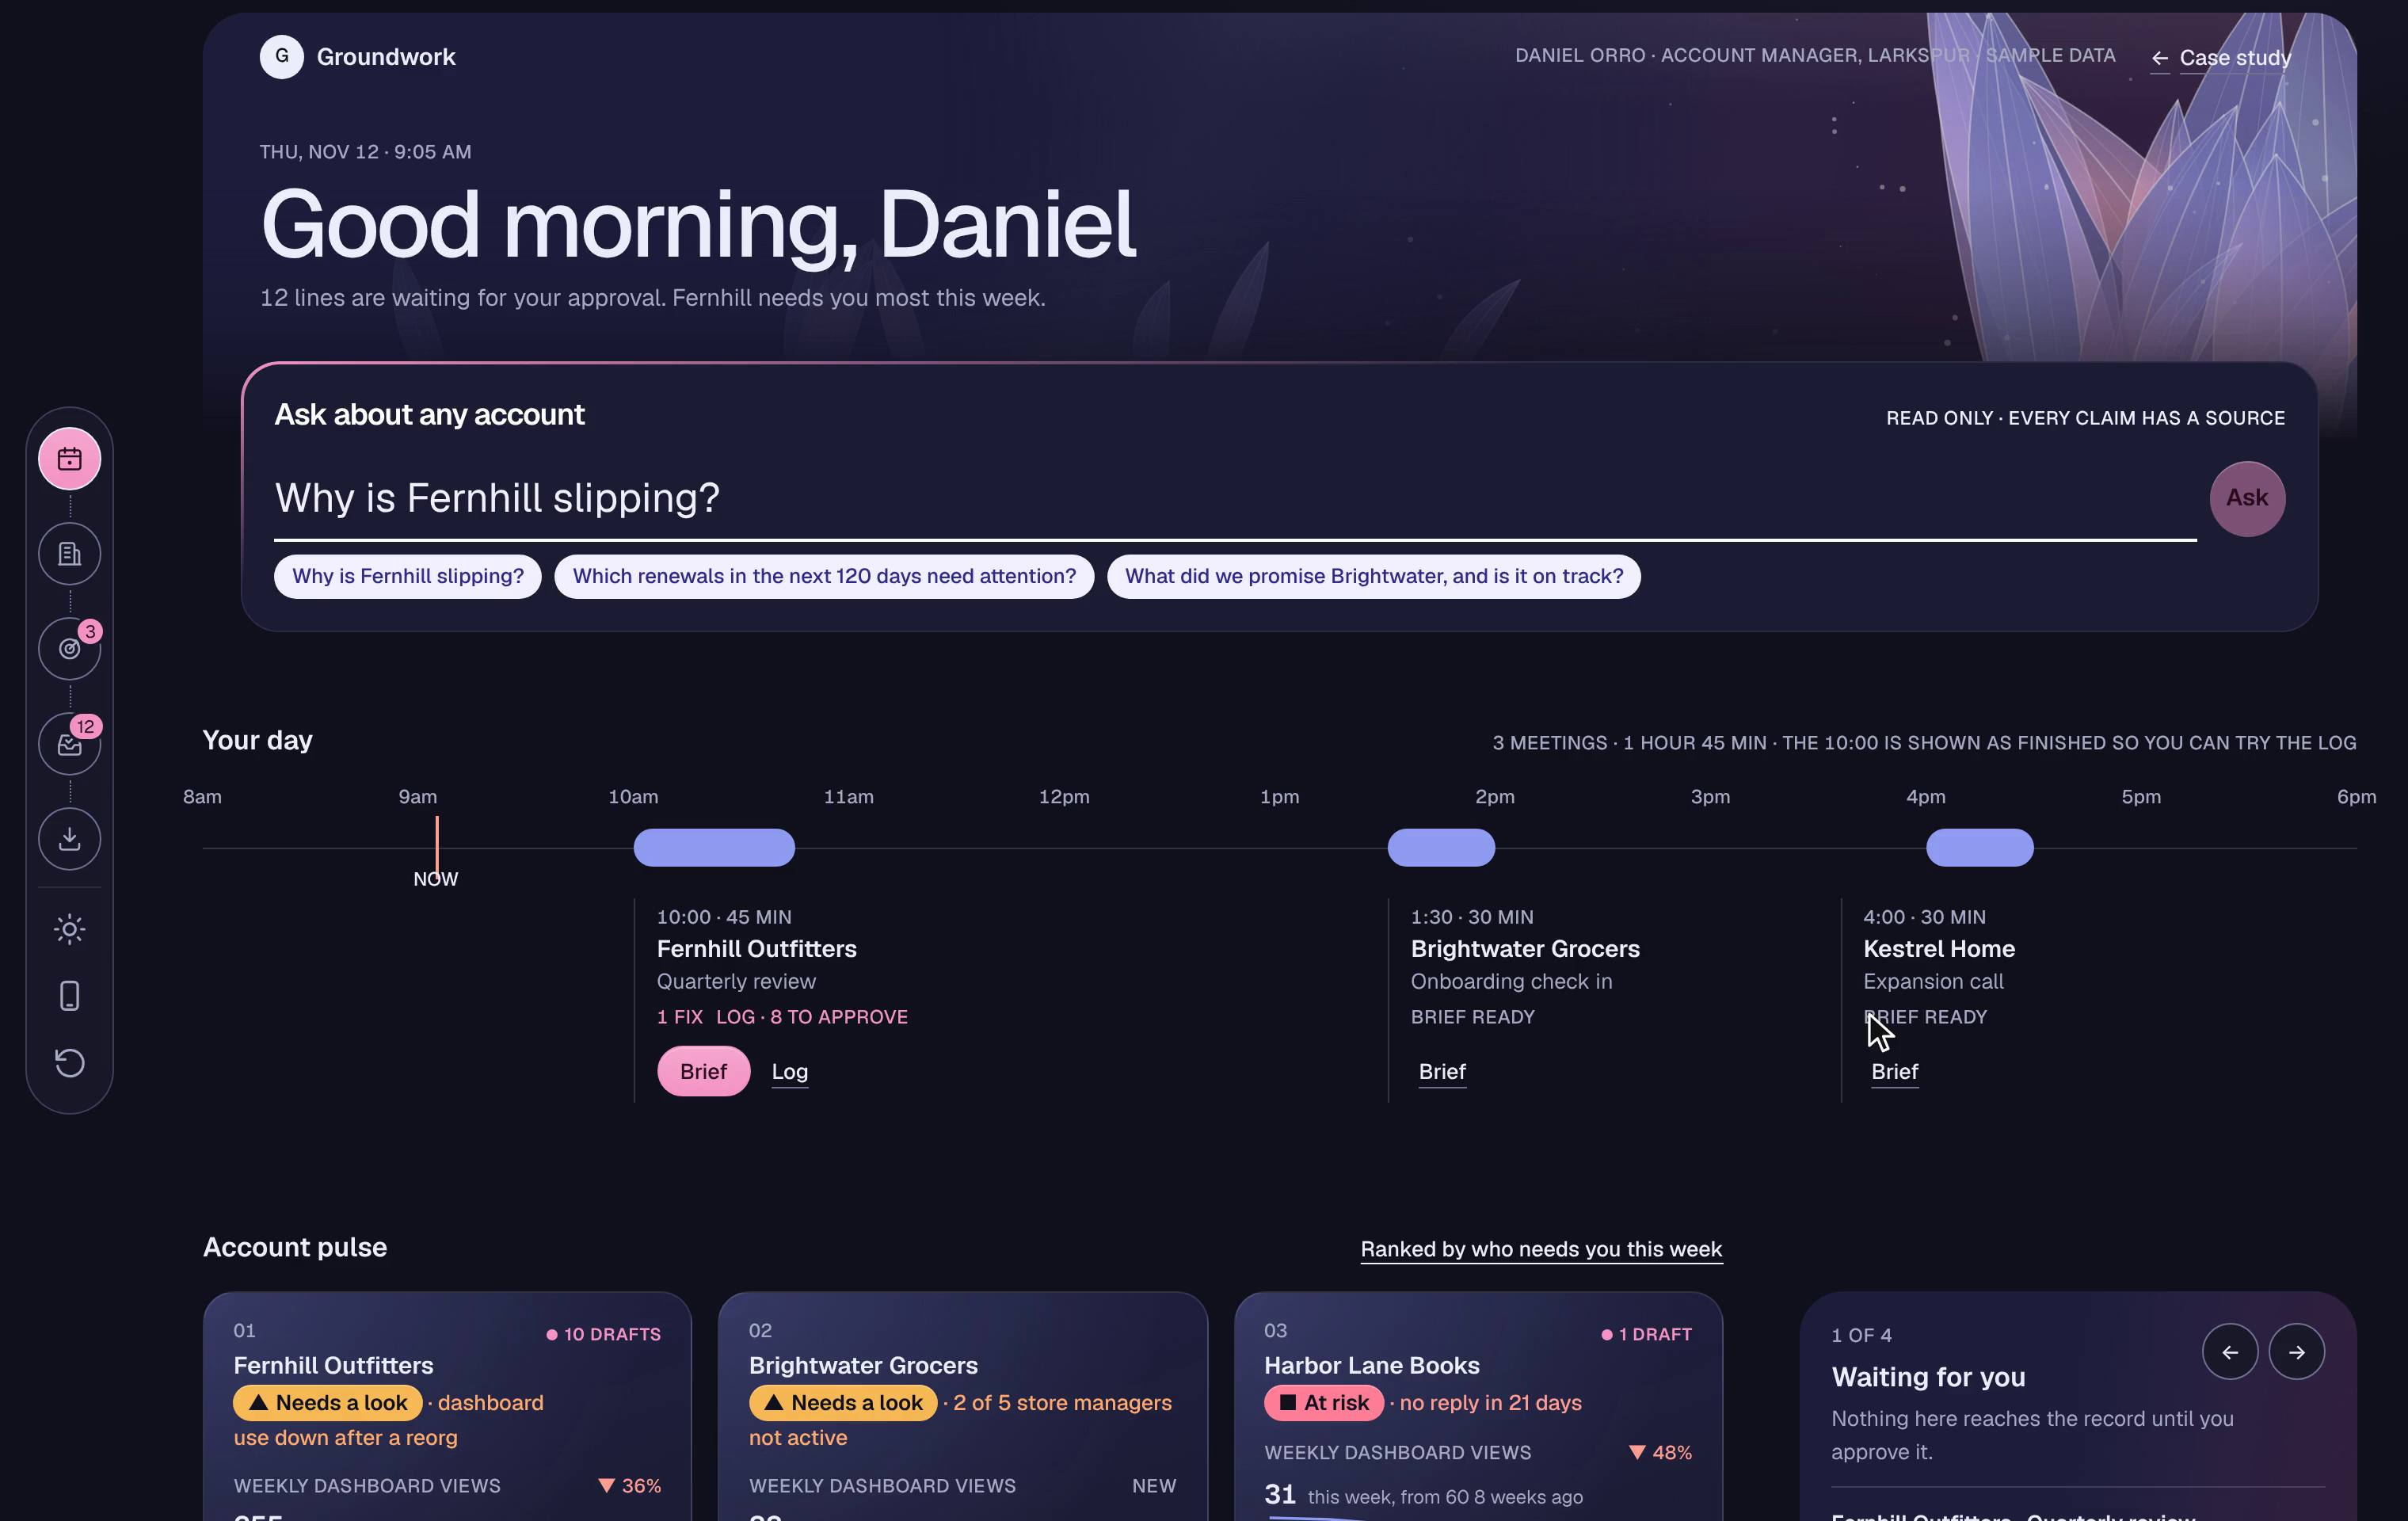 G Groundwork
DANIEL ORRO · ACCOUNT MANAGER, LARKSPUR · SAMPLE DATA
← Case study
THU, NOV 12 · 9:05 AM
Good morning, Daniel
12 lines are waiting for your approval. Fernhill needs you most this week.
Ask about any account
READ ONLY · EVERY CLAIM HAS A SOURCE
Why is Fernhill slipping?
Ask
Why is Fernhill slipping?
Which renewals in the next 120 days need attention?
What did we promise Brightwater, and is it on track?
3
12
Your day
3 MEETINGS · 1 HOUR 45 MIN · THE 10:00 IS SHOWN AS FINISHED SO YOU CAN TRY THE LOG
8am 9am 10am 11am 12pm 1pm 2pm 3pm 4pm 5pm 6pm
NOW
10:00 · 45 MIN
Fernhill Outfitters
Quarterly review
1 FIX LOG · 8 TO APPROVE
Brief Log
1:30 · 30 MIN
Brightwater Grocers
Onboarding check in
BRIEF READY
Brief
4:00 · 30 MIN
Kestrel Home
Expansion call
BRIEF READY
Brief
Account pulse
Ranked by who needs you this week
01
10 DRAFTS
Fernhill Outfitters
▲ Needs a look · dashboard
use down after a reorg
WEEKLY DASHBOARD VIEWS ▼ 36%
02
Brightwater Grocers
▲ Needs a look · 2 of 5 store managers
not active
WEEKLY DASHBOARD VIEWS NEW
03
1 DRAFT
Harbor Lane Books
■ At risk · no reply in 21 days
WEEKLY DASHBOARD VIEWS ▼ 48%
31 this week, from 60 8 weeks ago
1 OF 4
← →
Waiting for you
Nothing here reaches the record until you
approve it.
Fernhill Outfitters · Quarterly review